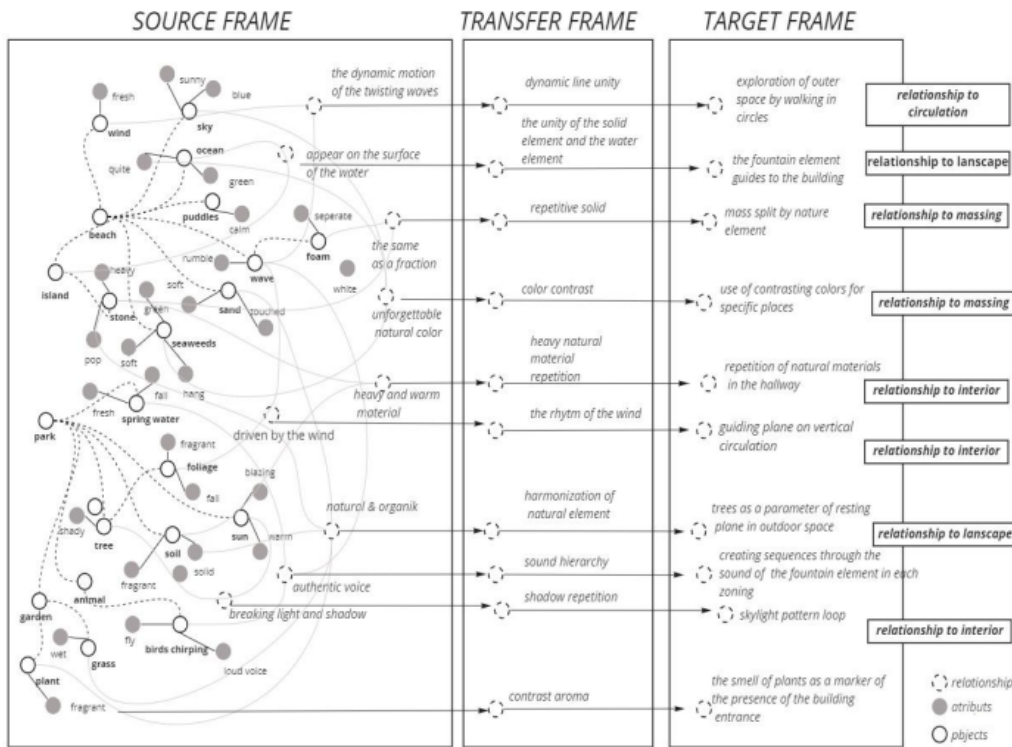 SOURCE FRAME
TRANSFER FRAME
TARGET FRAME
sunny
blue
fresh
wind
sky
the dynamic motion
of the twisting waves
dynamic line unity
exploration of outer
space by walking in
circles
relationship to
circulation
ocean
quite
green
appear on the surface
of the water
the unity of the solid
element and the water
element
the fountain element
guides to the building
relationship to lanscape
puddles
calm
beach
seperate
foam
rumble
wave
white
the same
as a fraction
repetitive solid
mass split by nature
element
relationship to massing
island
heavy
soft
stone
green
sand
touched
unforgettable
natural color
color contrast
use of contrasting colors for
specific places
relationship to massing
seaweeds
soft
pop
hang
fall
fresh
spring water
heavy and warm
material
heavy natural
material
repetition
repetition of natural materials
in the hallway
relationship to interior
park
driven by the wind
the rhytm of the wind
guiding plane on vertical
circulation
relationship to interior
fragrant
foliage
blazing
fall
natural & organik
harmonization of
natural element
trees as a parameter of resting
plane in outdoor space
relationship to lanscape
shady
tree
soil
sun
warm
fragrant
solid
authentic voice
sound hierarchy
creating sequences through the
sound of the fountain element in each
zoning
animal
garden
breaking light and shadow
shadow repetition
skylight pattern loop
relationship to interior
fly
birds chirping
loud voice
wet
grass
plant
fragrant
contrast aroma
the smell of plants as a marker of
the presence of the building
entrance
relationship
atributs
pbjects